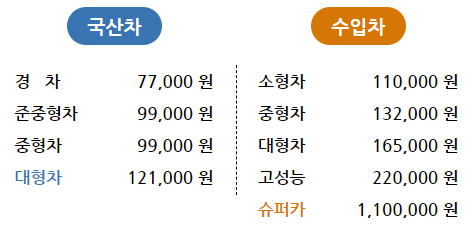 국산차
경 차 77,000 원
준중형차 99,000 원
중형차 99,000 원
대형차 121,000 원
수입차
소형차 110,000 원
중형차 132,000 원
대형차 165,000 원
고성능 220,000 원
슈퍼카 1,100,000 원